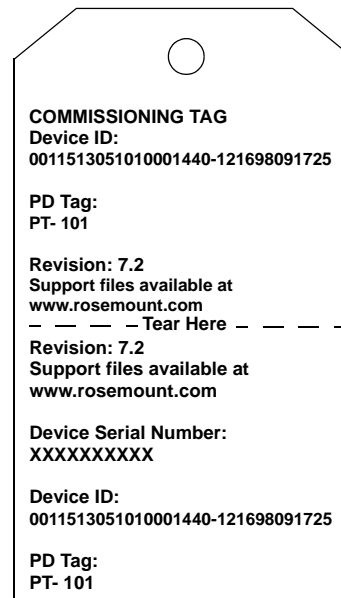 COMMISSIONING TAG
Device ID:
0011513051010001440-121698091725
PD Tag:
PT- 101
Revision: 7.2
Support files available at
www.rosemount.com
Tear Here
Revision: 7.2
Support files available at
www.rosemount.com
Device Serial Number:
XXXXXXXXXX
Device ID:
0011513051010001440-121698091725
PD Tag:
PT- 101